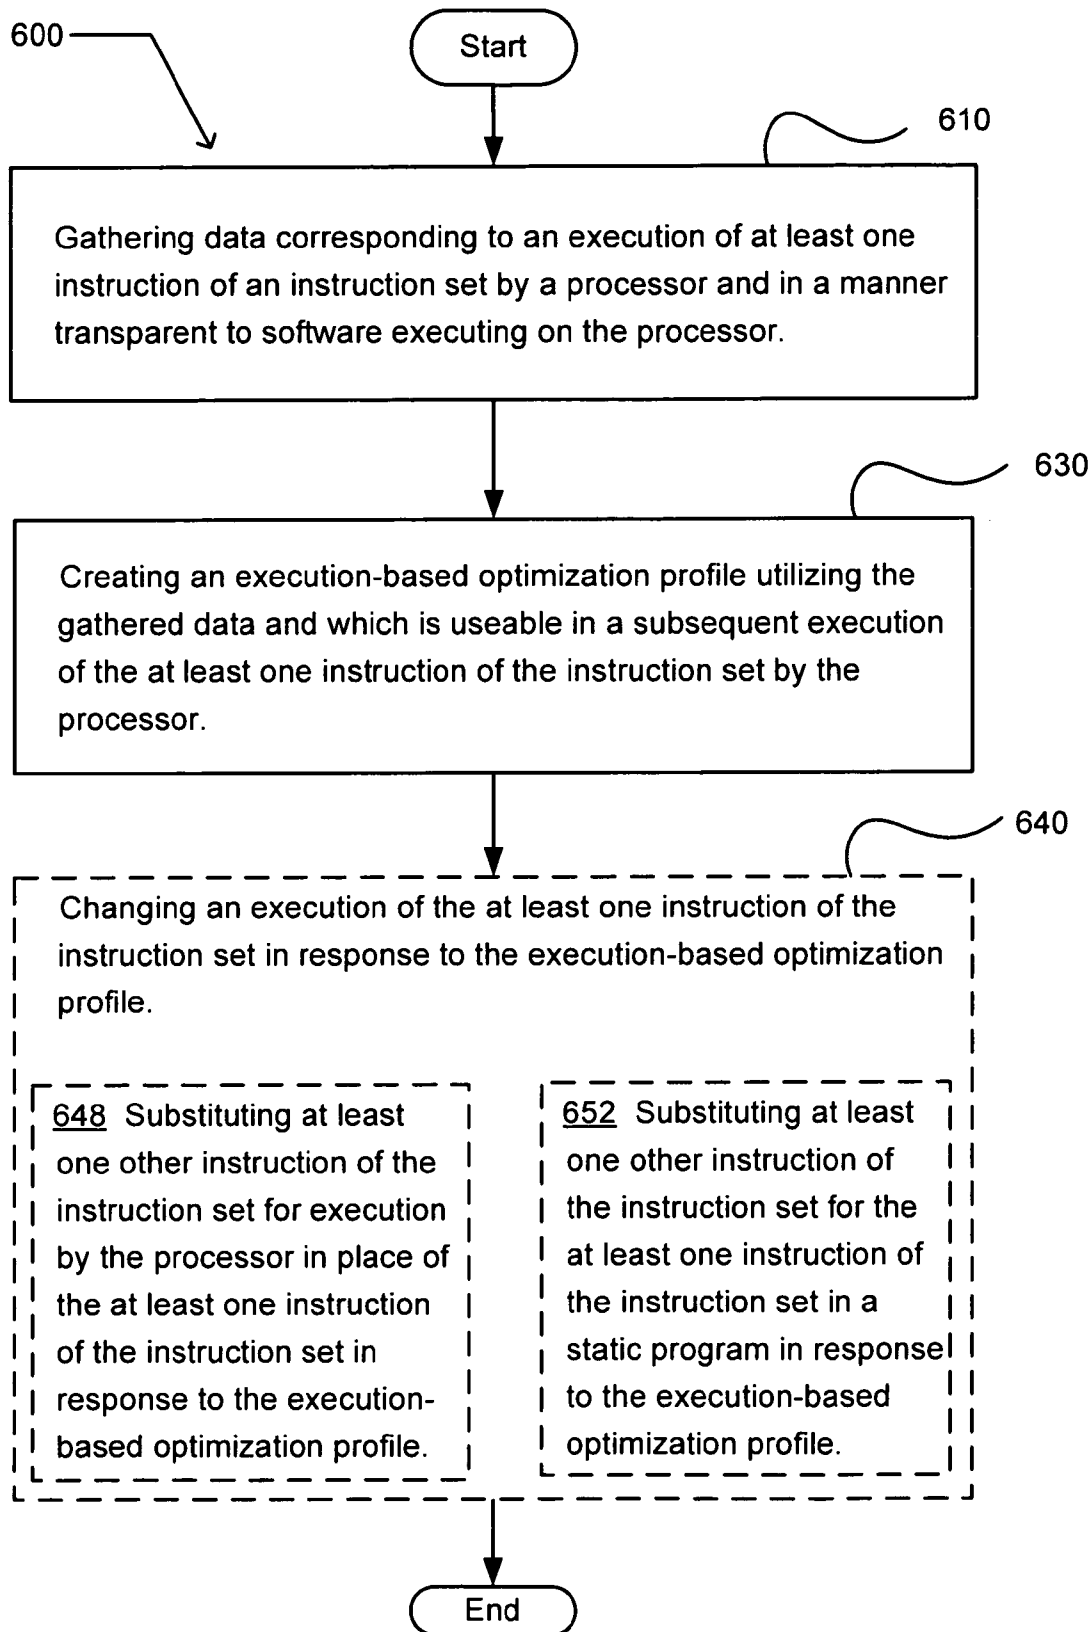 600
Start
610
Gathering data corresponding to an execution of at least one
instruction of an instruction set by a processor and in a manner
transparent to software executing on the processor.
630
Creating an execution-based optimization profile utilizing the
gathered data and which is useable in a subsequent execution
of the at least one instruction of the instruction set by the
processor.
640
Changing an execution of the at least one instruction of the
instruction set in response to the execution-based optimization
profile.
648 Substituting at least
one other instruction of the
instruction set for execution
by the processor in place of
the at least one instruction
of the instruction set in
response to the execution-
based optimization profile.
652 Substituting at least
one other instruction of
the instruction set for the
at least one instruction of
the instruction set in a
static program in response
to the execution-based
optimization profile.
End